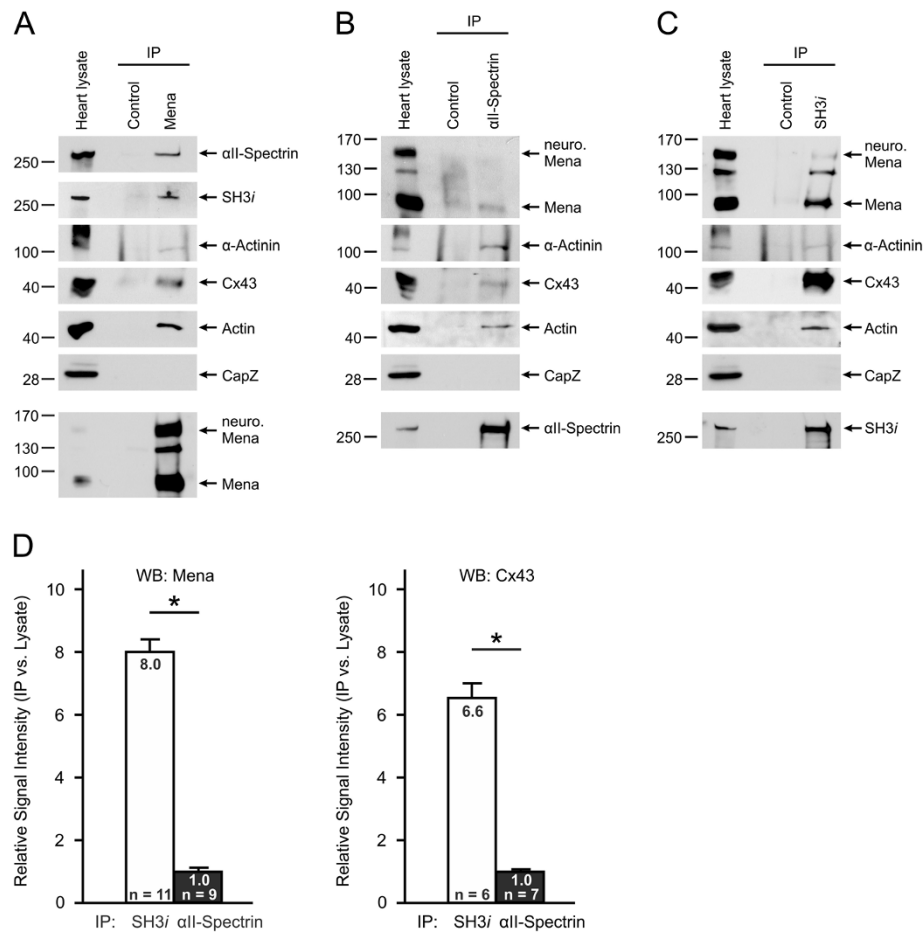 A
Heart lysate
IP
Control
Mena
250
αII-Spectrin
250
SH3i
100
α-Actinin
40
Cx43
40
Actin
28
CapZ
170
neuro.
Mena
130
100
Mena
B
Heart lysate
IP
Control
αII-Spectrin
170
neuro.
Mena
130
100
Mena
100
α-Actinin
40
Cx43
40
Actin
28
CapZ
250
αII-Spectrin
C
Heart lysate
IP
Control
SH3i
170
neuro.
Mena
130
100
Mena
100
α-Actinin
40
Cx43
40
Actin
28
CapZ
250
SH3i
D
Relative Signal Intensity (IP vs. Lysate)
WB: Mena
10
8
6
4
2
0
*
8.0
n = 11
1.0
n = 9
IP: SH3i αII-Spectrin
Relative Signal Intensity (IP vs. Lysate)
WB: Cx43
10
8
6
4
2
0
*
6.6
n = 6
1.0
n = 7
IP: SH3i αII-Spectrin